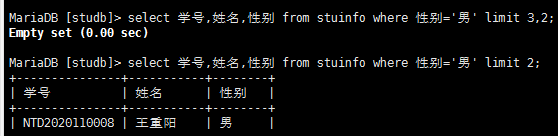 MariaDB [studb]> select 学号,姓名,性别 from stuinfo where 性别='男' limit 3,2;
Empty set (0.00 sec)
MariaDB [studb]> select 学号,姓名,性别 from stuinfo where 性别='男' limit 2;
+---------------+-----------+--------+
| 学号 | 姓名 | 性别 |
+---------------+-----------+--------+
| NTD2020110008 | 王重阳 | 男 |